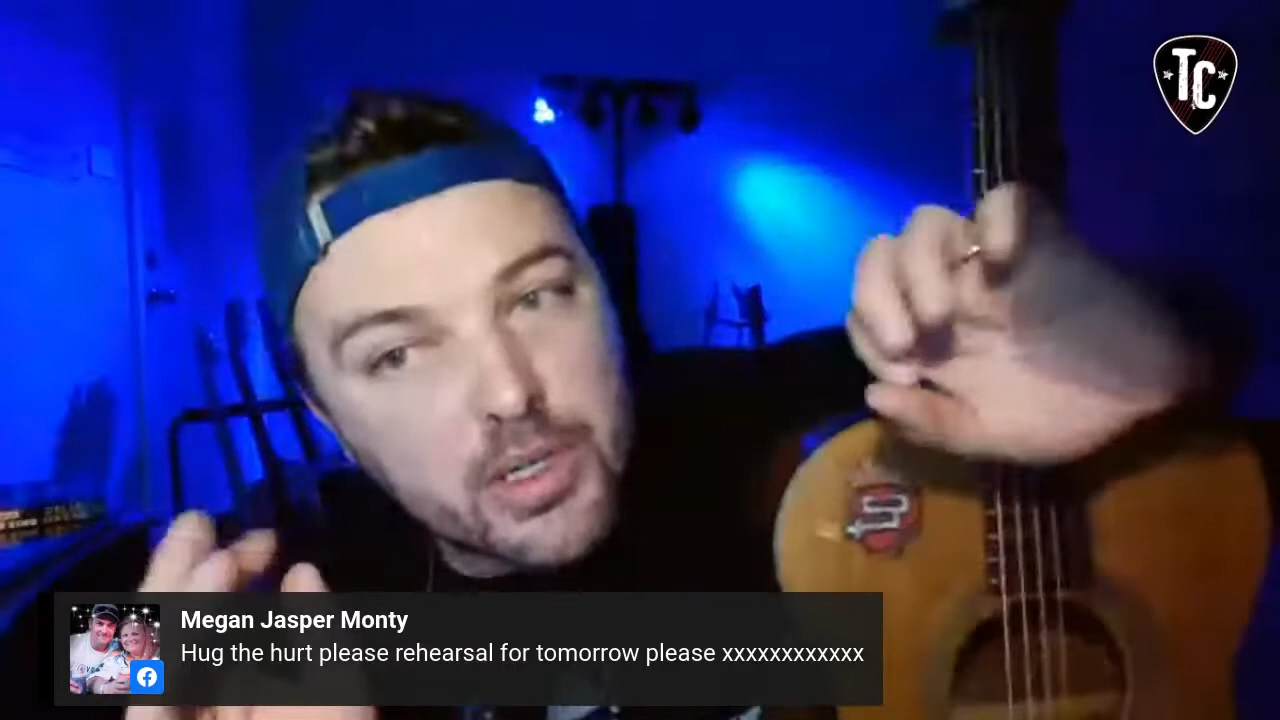 TC
Megan Jasper Monty
Hug the hurt please rehearsal for tomorrow please xxxxxxxxxxxx